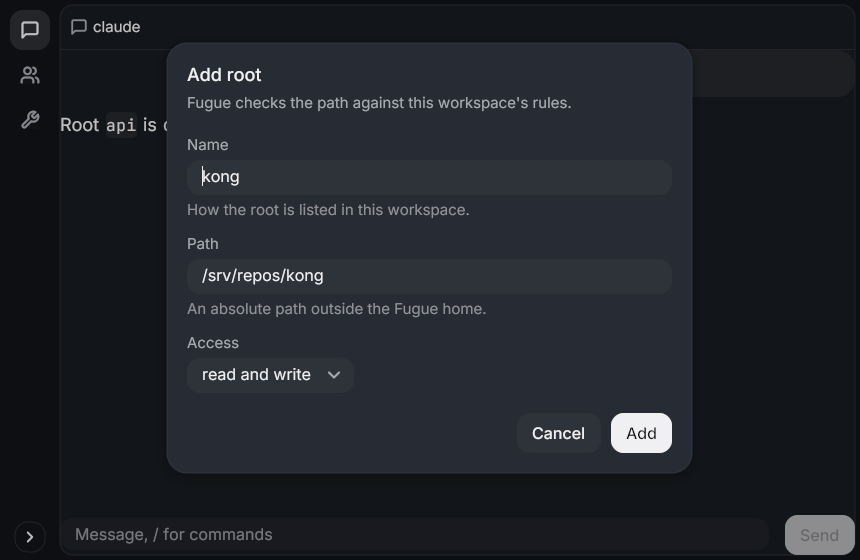 claude
Root api is
Add root
Fugue checks the path against this workspace's rules.
Name
kong
How the root is listed in this workspace.
Path
/srv/repos/kong
An absolute path outside the Fugue home.
Access
read and write
Cancel
Add
Message, / for commands
Send